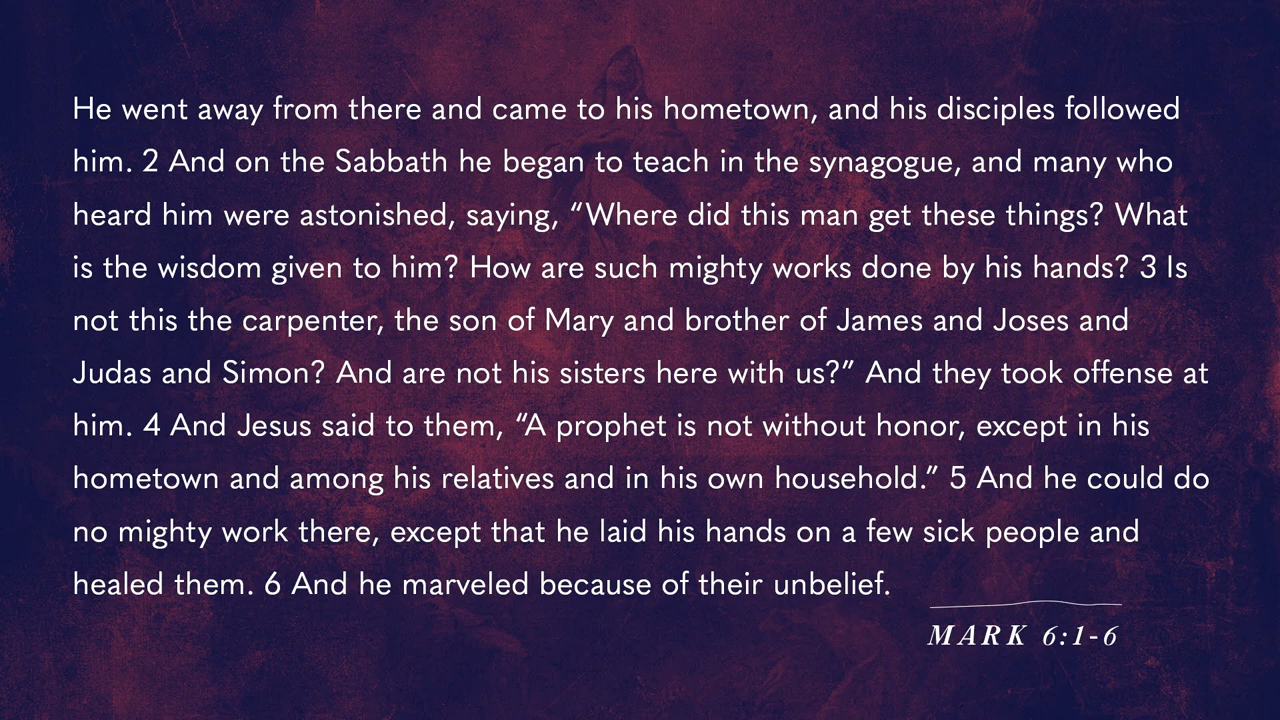 He went away from there and came to his hometown, and his disciples followed
him. 2 And on the Sabbath he began to teach in the synagogue, and many who
heard him were astonished, saying, “Where did this man get these things? What
is the wisdom given to him? How are such mighty works done by his hands? 3 Is
not this the carpenter, the son of Mary and brother of James and Joses and
Judas and Simon? And are not his sisters here with us?” And they took offense at
him. 4 And Jesus said to them, “A prophet is not without honor, except in his
hometown and among his relatives and in his own household.” 5 And he could do
no mighty work there, except that he laid his hands on a few sick people and
healed them. 6 And he marveled because of their unbelief.
MARK 6:1-6